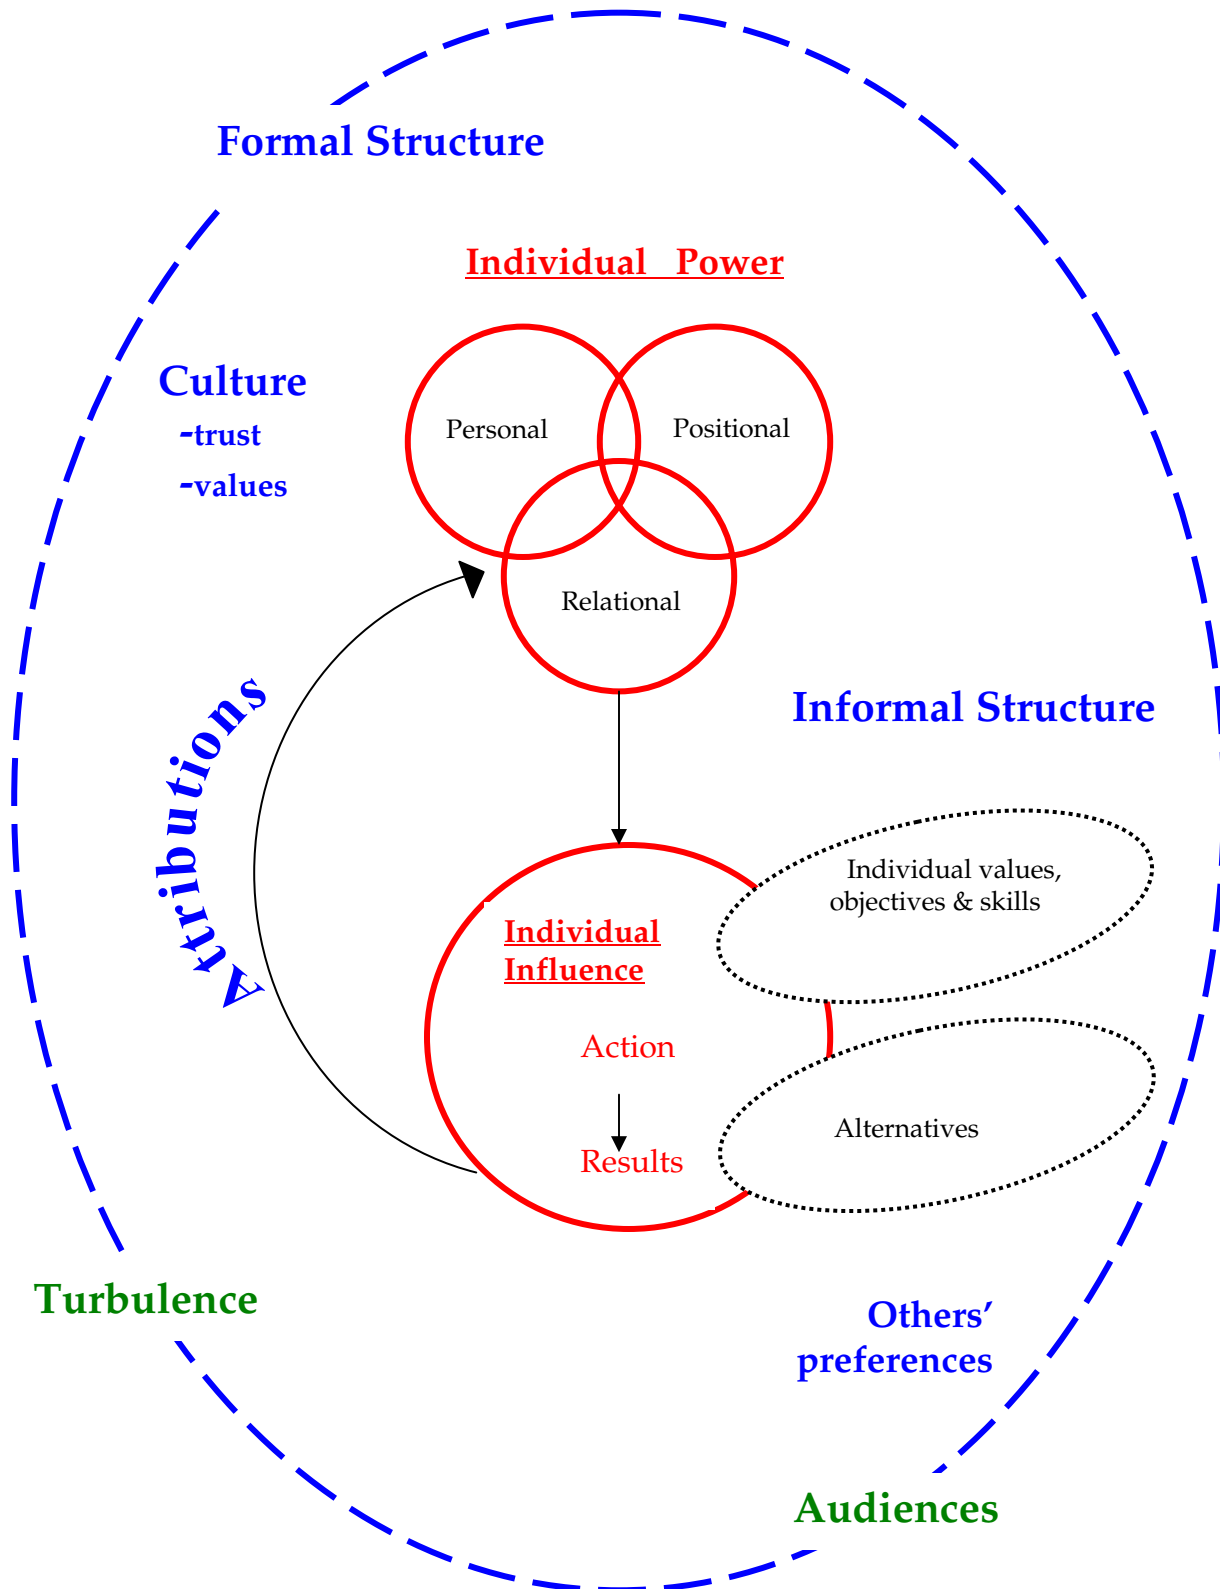 Formal Structure
Individual Power
Culture
-trust
-values
Personal
Positional
Relational
Attributions
Informal Structure
Individual values,
objectives & skills
Individual
Influence
Action
Results
Alternatives
Turbulence
Others’
preferences
Audiences